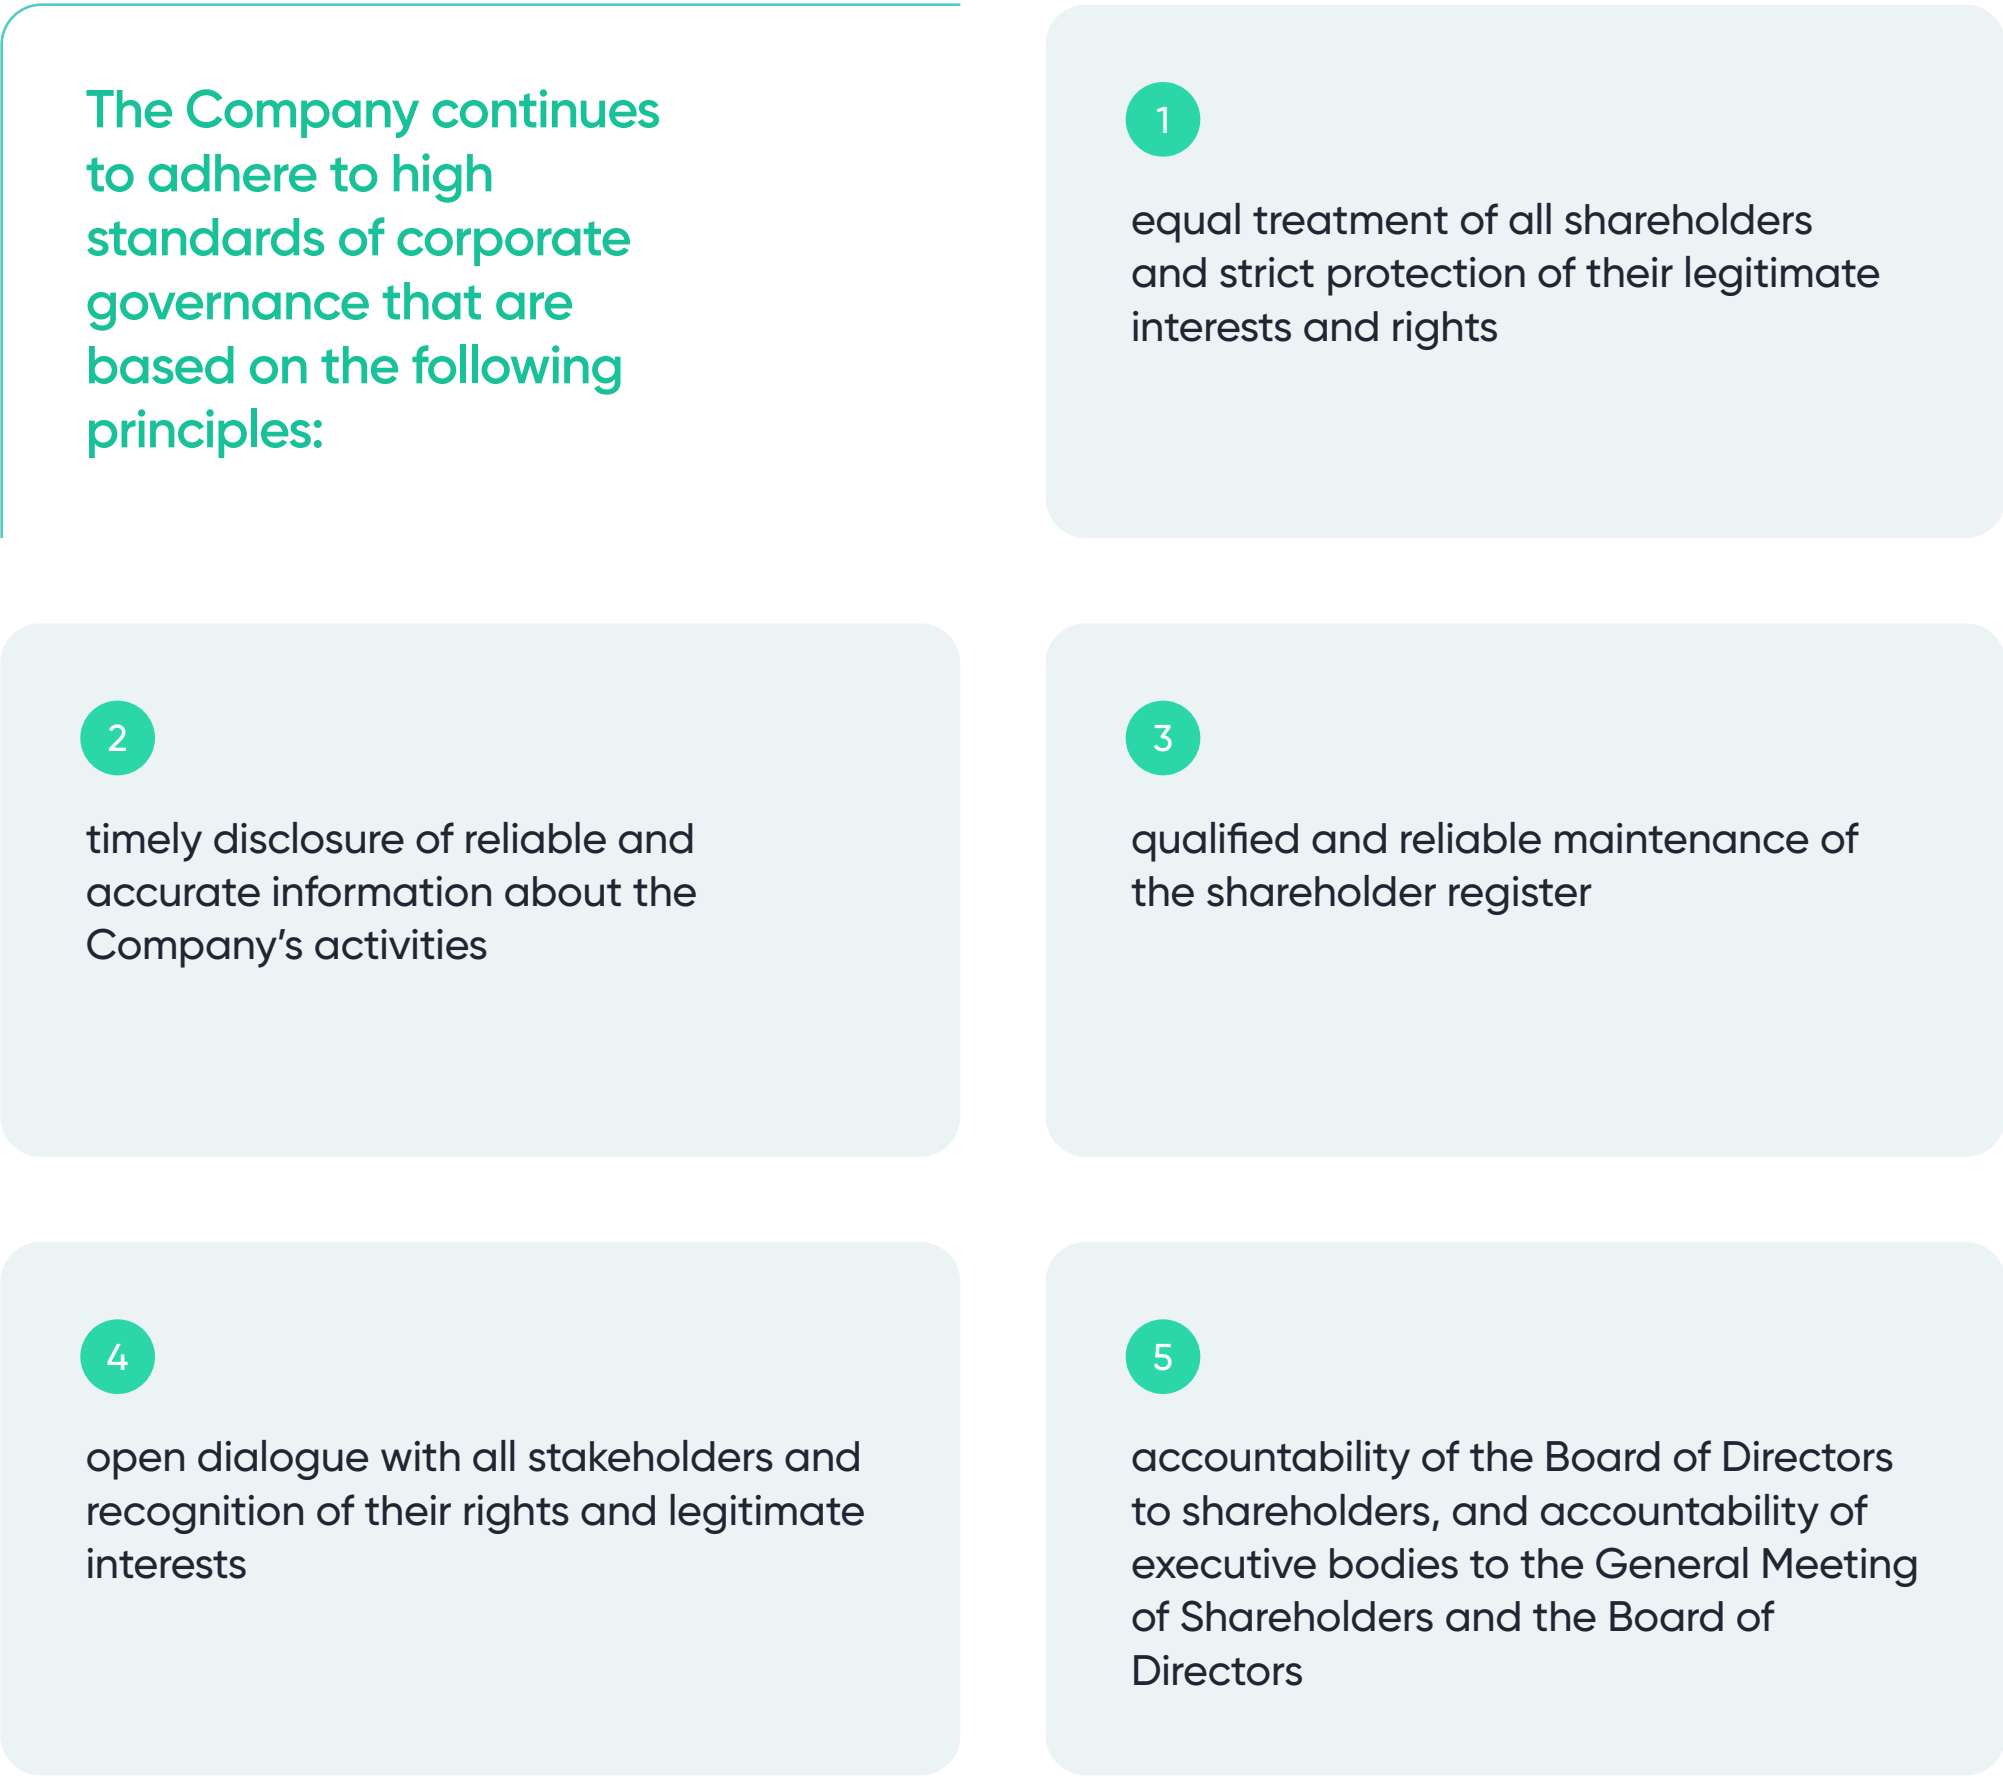 The Company continues
to adhere to high
standards of corporate
governance that are
based on the following
principles:
1
equal treatment of all shareholders
and strict protection of their legitimate
interests and rights
2
timely disclosure of reliable and
accurate information about the
Company’s activities
3
qualified and reliable maintenance of
the shareholder register
4
open dialogue with all stakeholders and
recognition of their rights and legitimate
interests
5
accountability of the Board of Directors
to shareholders, and accountability of
executive bodies to the General Meeting
of Shareholders and the Board of
Directors